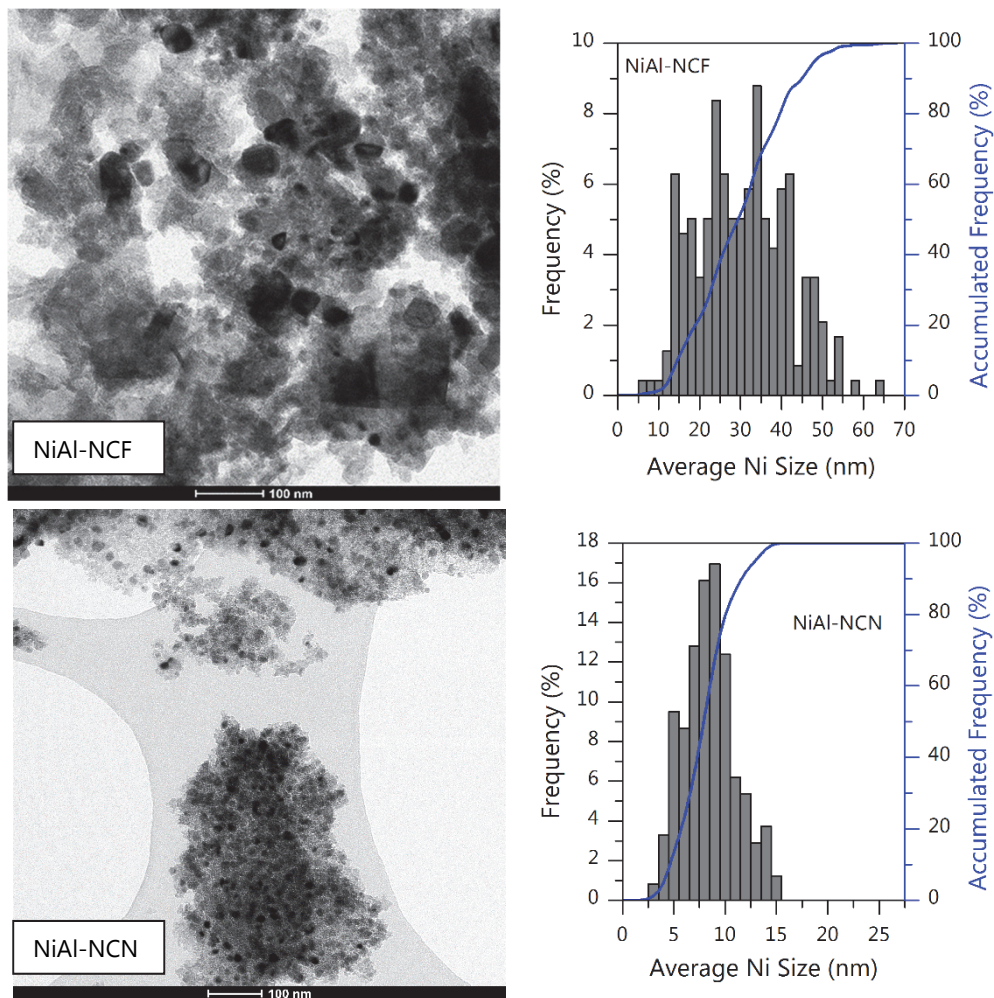 NiAl-NCF
100 nm
NiAl-NCF
10
8
6
4
2
0
Frequency (%)
100
80
60
40
20
0
Accumulated Frequency (%)
0 10 20 30 40 50 60 70
Average Ni Size (nm)
NiAl-NCN
100 nm
NiAl-NCN
18
16
14
12
10
8
6
4
2
0
Frequency (%)
100
80
60
40
20
0
Accumulated Frequency (%)
0 5 10 15 20 25
Average Ni Size (nm)